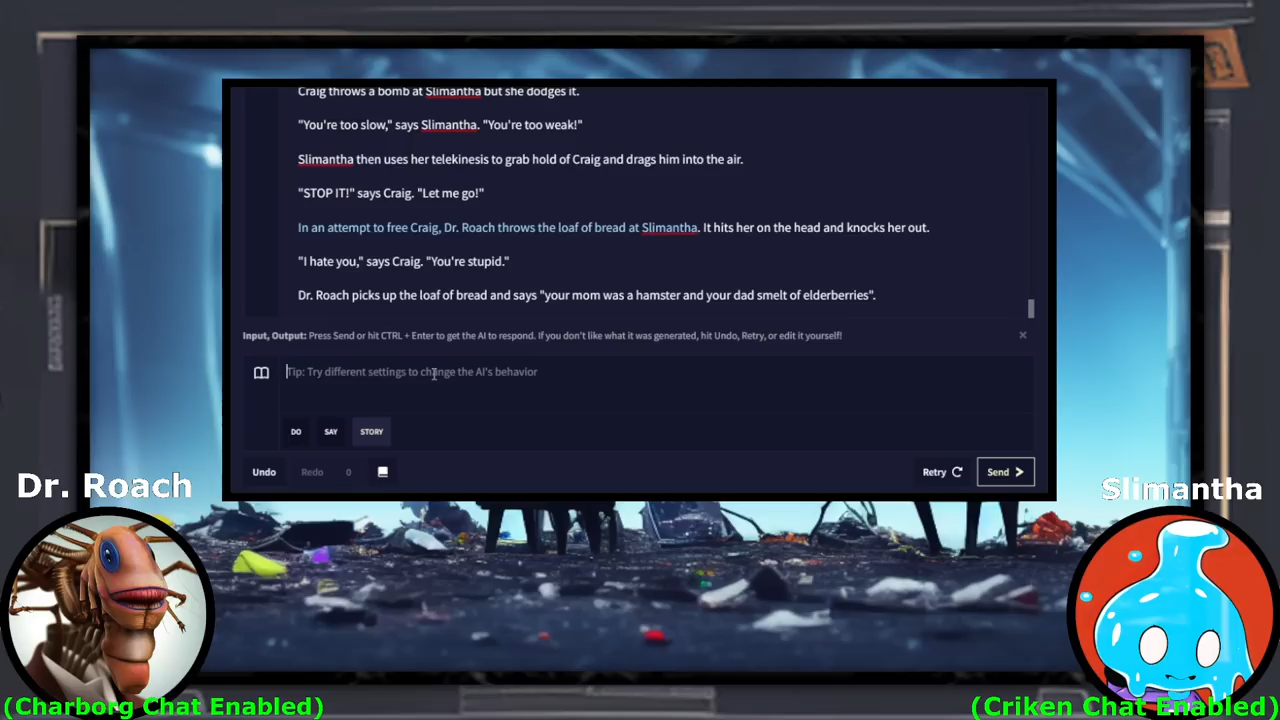 Craig throws a bomb at Slimantha but she dodges it.
"You're too slow," says Slimantha. "You're too weak!"
Slimantha then uses her telekinesis to grab hold of Craig and drags him into the air.
"STOP IT!" says Craig. "Let me go!"
In an attempt to free Craig, Dr. Roach throws the loaf of bread at Slimantha. It hits her on the head and knocks her out.
"I hate you," says Craig. "You're stupid."
Dr. Roach picks up the loaf of bread and says "your mom was a hamster and your dad smelt of elderberries".
Input, Output: Press Send or hit CTRL + Enter to get the AI to respond. If you don't like what it was generated, hit Undo, Retry, or edit it yourself!
Tip: Try different settings to change the AI's behavior
DO SAY STORY
Undo Redo 0 Retry Send
Dr. Roach
Slimantha
(Charborg Chat Enabled)
(Criken Chat Enabled)